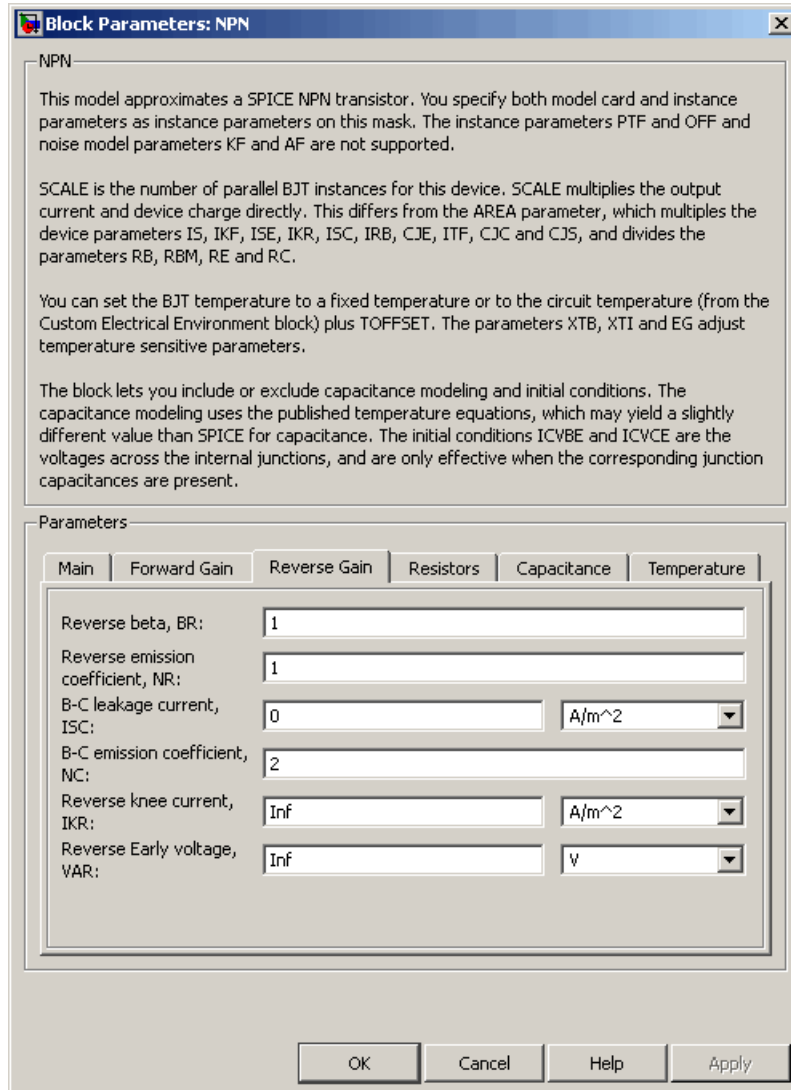 Block Parameters: NPN
NPN
This model approximates a SPICE NPN transistor. You specify both model card and instance
parameters as instance parameters on this mask. The instance parameters PTF and OFF and
noise model parameters KF and AF are not supported.
SCALE is the number of parallel BJT instances for this device. SCALE multiplies the output
current and device charge directly. This differs from the AREA parameter, which multiples the
device parameters IS, IKF, ISE, IKR, ISC, IRB, CJE, ITF, CJC and CJS, and divides the
parameters RB, RBM, RE and RC.
You can set the BJT temperature to a fixed temperature or to the circuit temperature (from the
Custom Electrical Environment block) plus TOFFSET. The parameters XTB, XTI and EG adjust
temperature sensitive parameters.
The block lets you include or exclude capacitance modeling and initial conditions. The
capacitance modeling uses the published temperature equations, which may yield a slightly
different value than SPICE for capacitance. The initial conditions ICVBE and ICVCE are the
voltages across the internal junctions, and are only effective when the corresponding junction
capacitances are present.
Parameters
Main Forward Gain Reverse Gain Resistors Capacitance Temperature
Reverse beta, BR: 1
Reverse emission
coefficient, NR: 1
B-C leakage current,
ISC: 0 A/m^2
B-C emission coefficient,
NC: 2
Reverse knee current,
IKR: Inf A/m^2
Reverse Early voltage,
VAR: Inf V
OK Cancel Help Apply